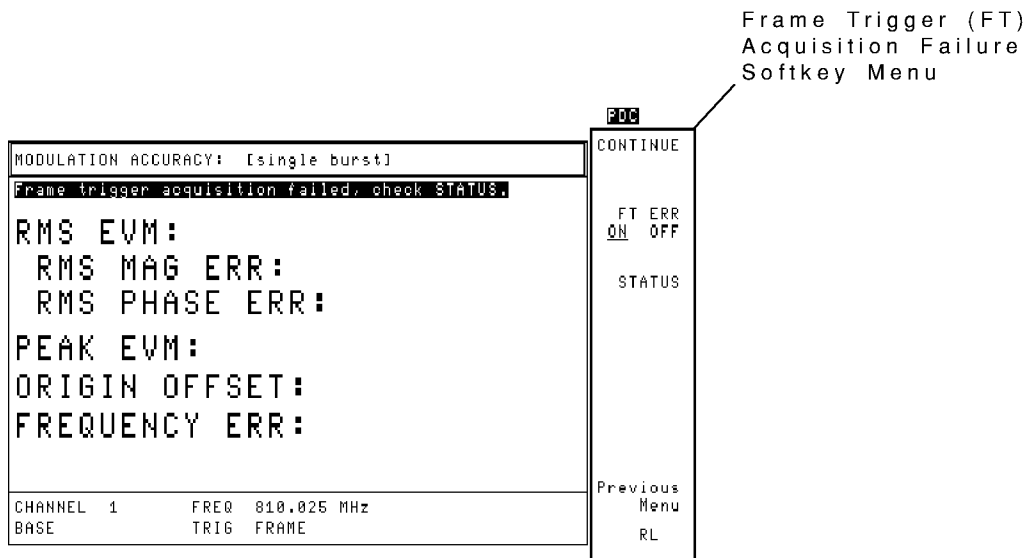 Frame Trigger (FT)
Acquisition Failure
Softkey Menu
PDC
MODULATION ACCURACY: [single burst]
Frame trigger acquisition failed, check STATUS.
RMS EVM:
RMS MAG ERR:
RMS PHASE ERR:
PEAK EVM:
ORIGIN OFFSET:
FREQUENCY ERR:
CHANNEL 1 FREQ 810.025 MHz
BASE TRIG FRAME
CONTINUE
FT ERR
ON OFF
STATUS
Previous
Menu
RL